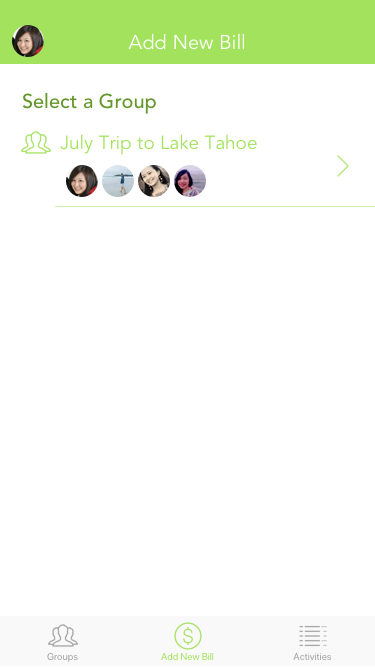 Add New Bill
Select a Group
July Trip to Lake Tahoe
Groups
Add New Bill
Activities